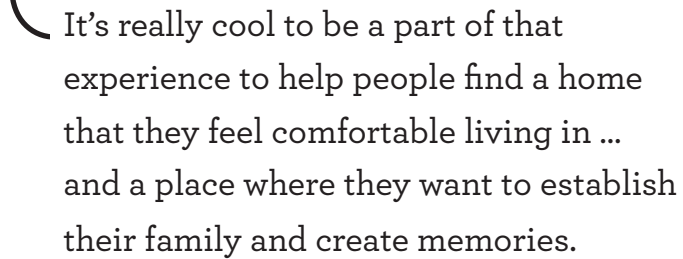 It’s really cool to be a part of that
experience to help people find a home
that they feel comfortable living in ...
and a place where they want to establish
their family and create memories.